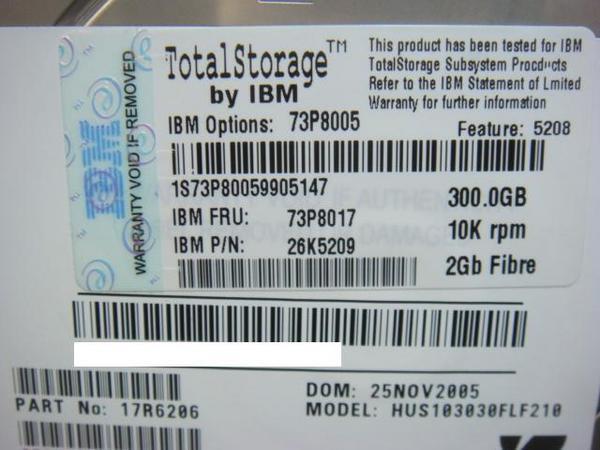 TotalStorage™
by IBM
This product has been tested for IBM
TotalStorage Subsystem Procducts
Refer to the IBM Statement of Limited
Warranty for further information
IBM Options: 73P8005
Feature: 5208
1S73P80059905147
300.0GB
IBM FRU: 73P8017
10K rpm
IBM P/N: 26K5209
2Gb Fibre
WARRANTY VOID IF REMOVED
IBM
DOM: 25NOV2005
PART No: 17R6206
MODEL: HUS103030FLF210